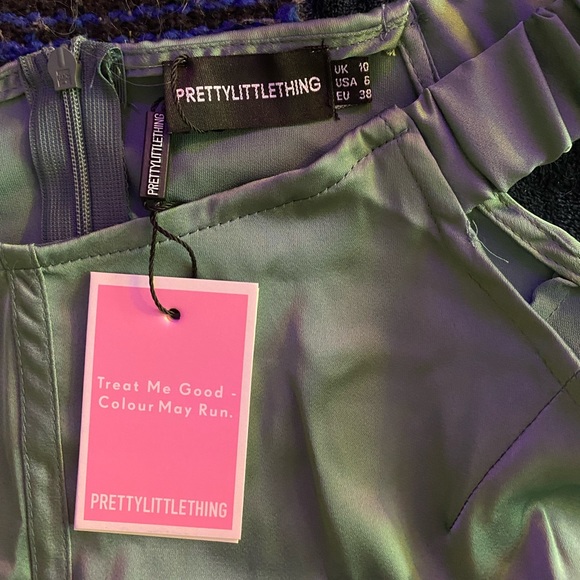 PRETTYLITTLETHING
UK 10
USA 6
EU 38
PRETTYLITTLETHING
Treat Me Good -
Colour May Run.
PRETTYLITTLETHING